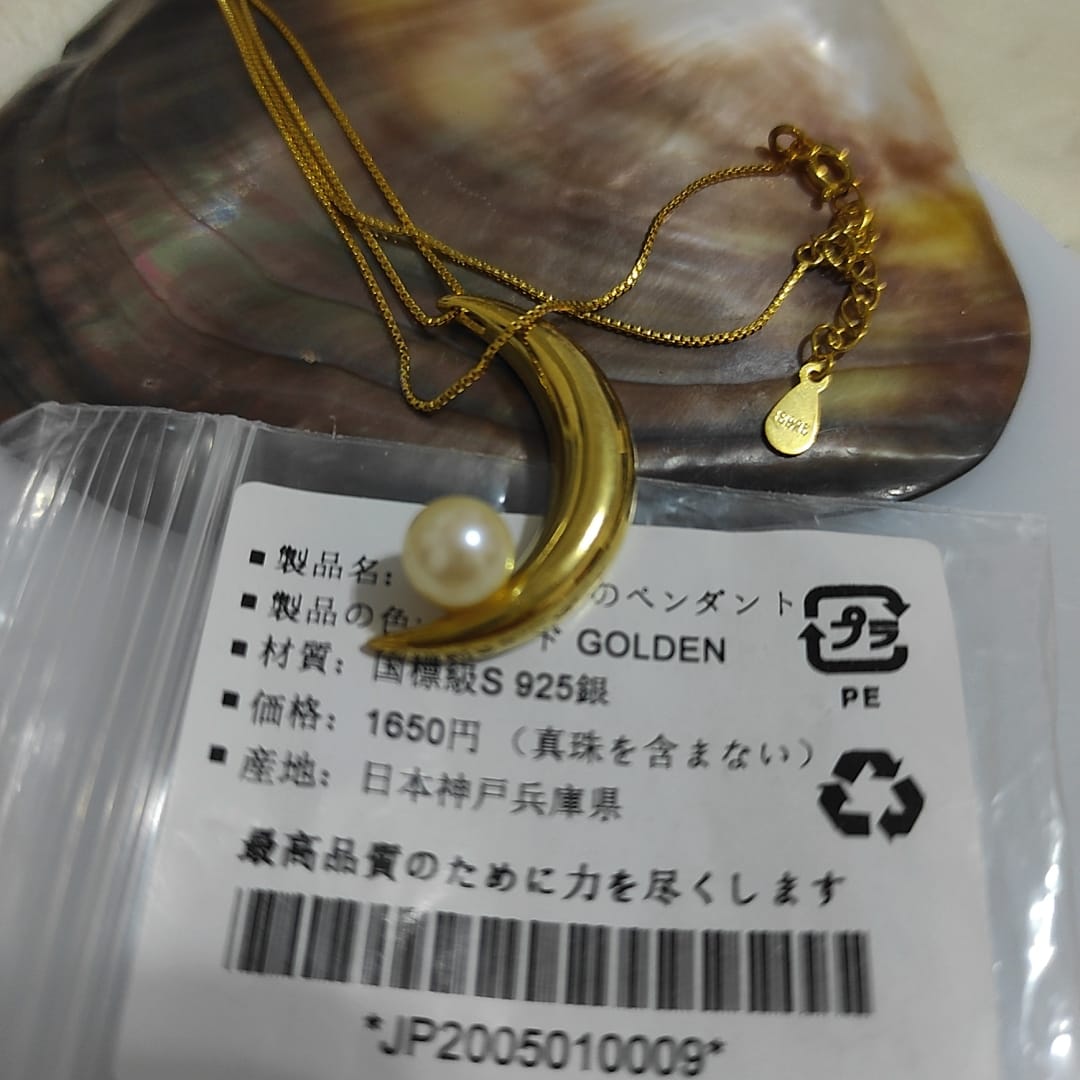 ■ 製品名: のペンダント
■ 製品の色: ド GOLDEN
■ 材質: 国標級S 925銀
■ 価格: 1650円 (真珠を含まない)
■ 産地: 日本神戸兵庫県
最高品質のために力を尽くします
*JP2005010009*
プラ
PE